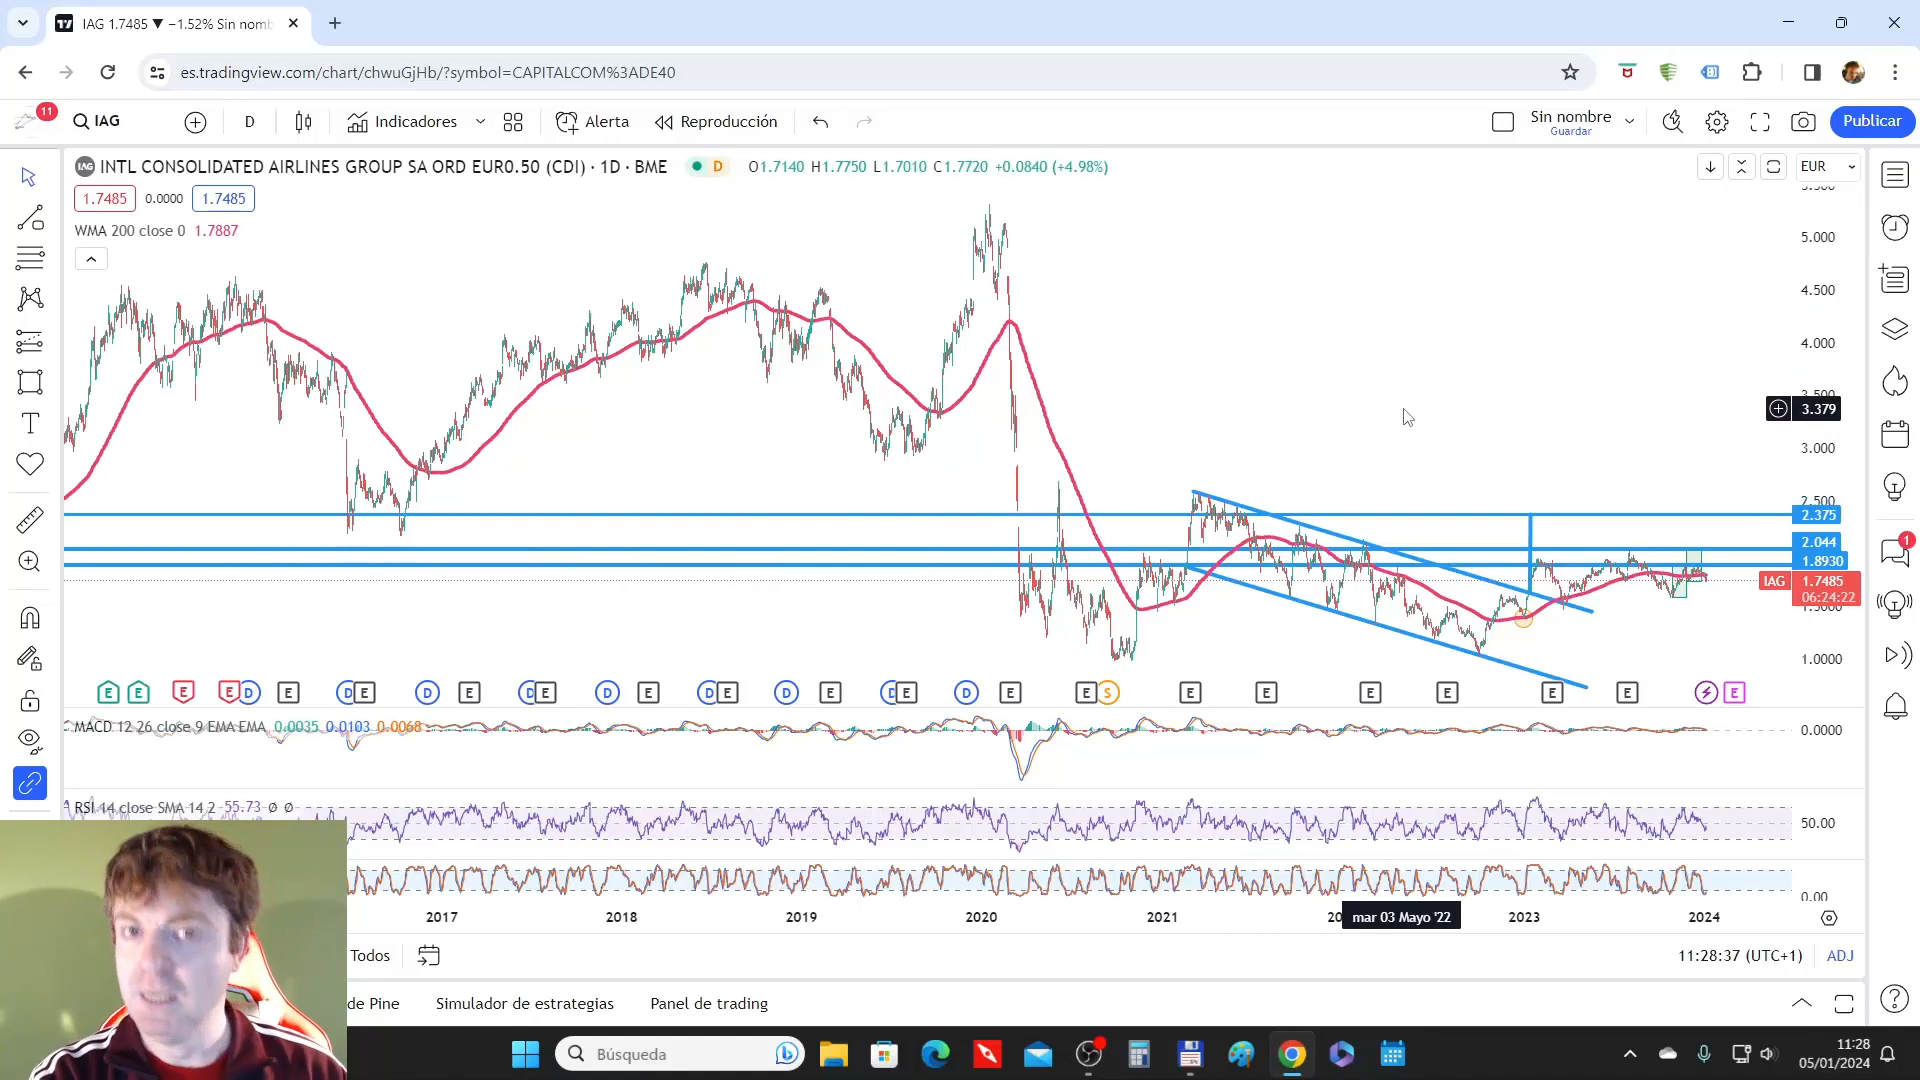 IAG 1.7485 ▼ −1.52% Sin nomb
es.tradingview.com/chart/chwuGjHb/?symbol=CAPITALCOM%3ADE40
11
IAG
D
Indicadores
Alerta
Reproducción
Sin nombre
Guardar
Publicar
INTL CONSOLIDATED AIRLINES GROUP SA ORD EUR0.50 (CDI) · 1D · BME
D
O1.7140 H1.7750 L1.7010 C1.7720 +0.0840 (+4.98%)
EUR
1.7485 0.0000 1.7485
WMA 200 close 0 1.7887
5.000
4.500
4.000
3.379
3.000
2.500
2.375
2.044
1.8930
IAG 1.7485
06:24:22
1.0000
1
E E E E D E D E D E D E D E D E D E D E D E E S E E E E E E E
MACD 12 26 close 9 EMA EMA 0.0035 0.0103 0.0068
0.0000
RSI 14 close SMA 14 2 55.73 ∅ ∅
50.00
0.00
2017 2018 2019 2020 2021 mar 03 Mayo '22 2023 2024
Todos
11:28:37 (UTC+1) ADJ
de Pine Simulador de estrategias Panel de trading
Búsqueda
11:28
05/01/2024